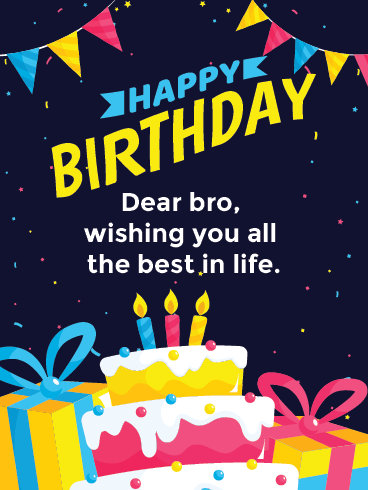 HAPPY
BIRTHDAY
Dear bro,
wishing you all
the best in life.